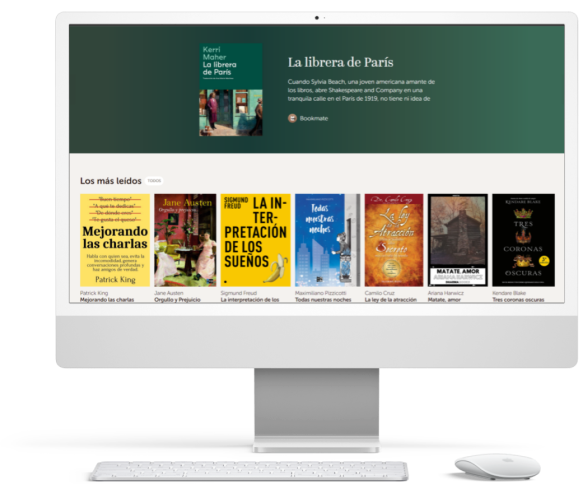 Kerri
Maher
La librera
de París
La librera de París
Cuando Sylvia Beach, una joven americana amante de
los libros, abre Shakespeare and Company en una
tranquila calle en el París de 1919, no tiene ni idea de
Bookmate
Los más leídos
TODOS
"Buen tiempo"
"A qué te dedicas"
"De dónde eres"
"Te gusta el queso"
Mejorando
las charlas
Habla con quien sea, evita la
incomodidad, genera
conversaciones profundas y
haz amigos de verdad.
Patrick King
Jane Austen
Orgullo y prejuicio
SIGMUND
FREUD
LA IN-
TER-
PRETACIÓN
DE LOS
SUEÑOS
Todas
nuestras
noches
Dr. Camilo Cruz
La Ley
Atracción
Secreto
MATATE, AMOR
ARIANA HARWICZ
KENDARE BLAKE
TRES
CORONAS
OSCURAS
Patrick King
Mejorando las charlas
Jane Austen
Orgullo y Prejuicio
Sigmund Freud
La interpretación de los
Maximiliano Pizzicotti
Todas nuestras noches
Camilo Cruz
La ley de la atracción
Ariana Harwicz
Matate, amor
Kendare Blake
Tres coronas oscuras